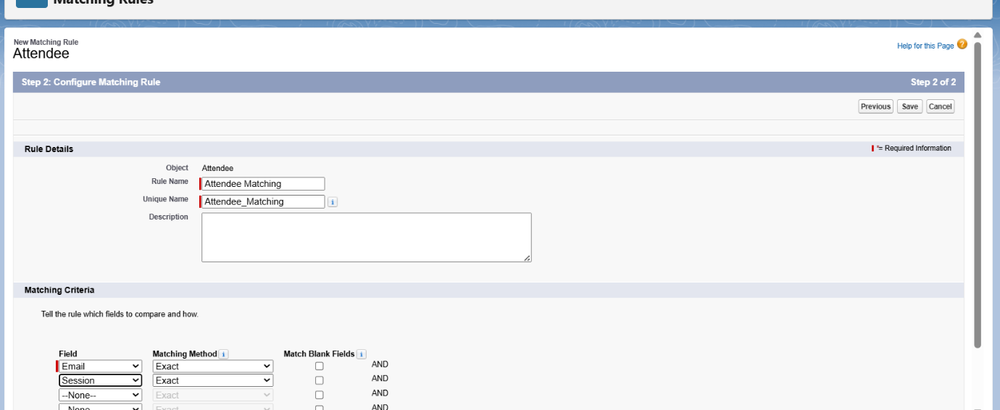 Matching Rules
New Matching Rule
Attendee
Help for this Page ?
Step 2: Configure Matching Rule Step 2 of 2
Previous Save Cancel
Rule Details *= Required Information
Object Attendee
Rule Name Attendee Matching
Unique Name Attendee_Matching i
Description
Matching Criteria
Tell the rule which fields to compare and how.
Field Matching Method i Match Blank Fields i
Email Exact AND
Session Exact AND
--None-- Exact AND
--None-- Exact AND